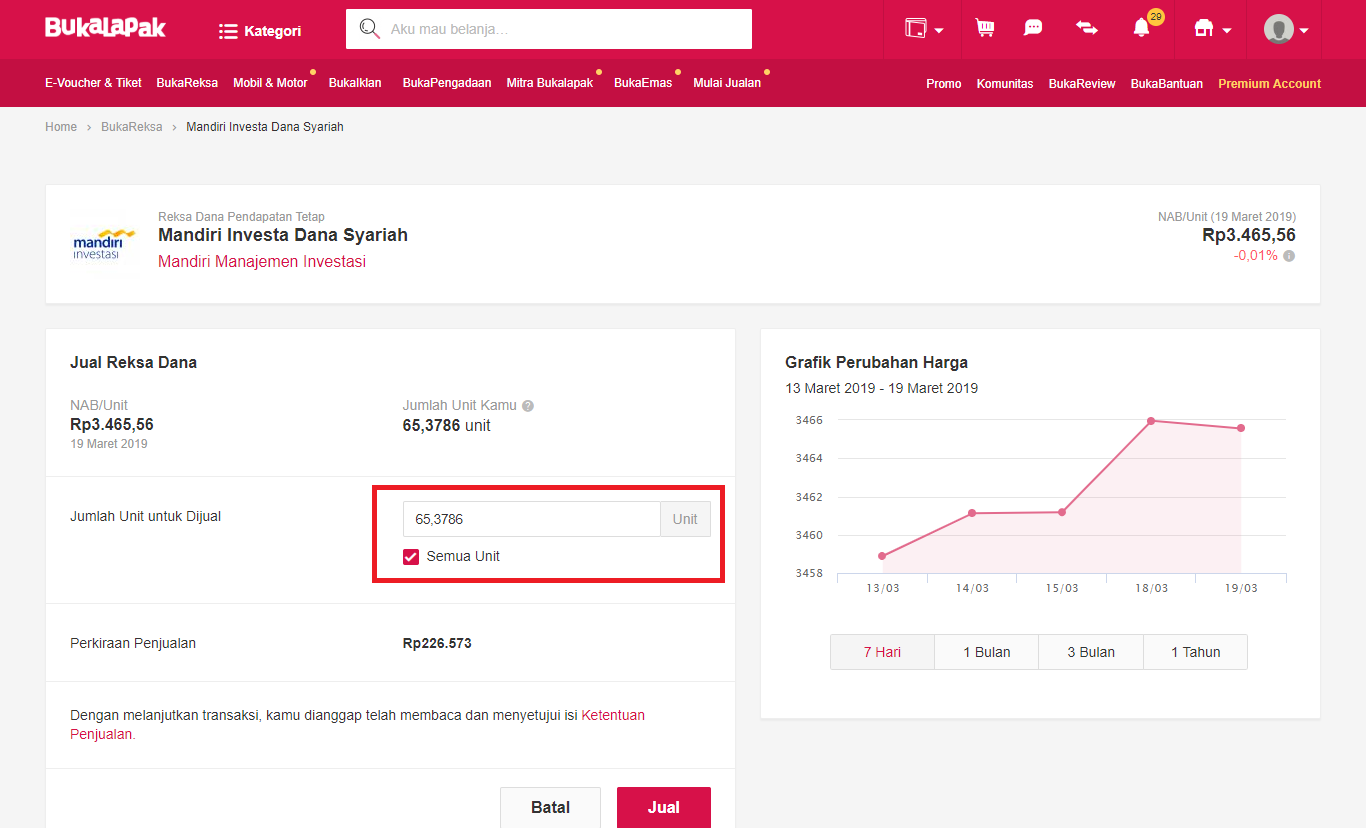 BukaLapak
Kategori
Aku mau belanja...
29
E-Voucher & Tiket BukaReksa Mobil & Motor BukaIklan BukaPengadaan Mitra Bukalapak BukaEmas Mulai Jualan
Promo Komunitas BukaReview BukaBantuan Premium Account
Home › BukaReksa › Mandiri Investa Dana Syariah
mandiri
investasi
Reksa Dana Pendapatan Tetap
Mandiri Investa Dana Syariah
Mandiri Manajemen Investasi
NAB/Unit (19 Maret 2019)
Rp3.465,56
-0,01%
Jual Reksa Dana
NAB/Unit
Rp3.465,56
19 Maret 2019
Jumlah Unit Kamu
65,3786 unit
Jumlah Unit untuk Dijual
65,3786 Unit
Semua Unit
Perkiraan Penjualan
Rp226.573
Dengan melanjutkan transaksi, kamu dianggap telah membaca dan menyetujui isi Ketentuan
Penjualan.
Batal Jual
Grafik Perubahan Harga
13 Maret 2019 - 19 Maret 2019
3466
3464
3462
3460
3458
13/03 14/03 15/03 18/03 19/03
7 Hari 1 Bulan 3 Bulan 1 Tahun